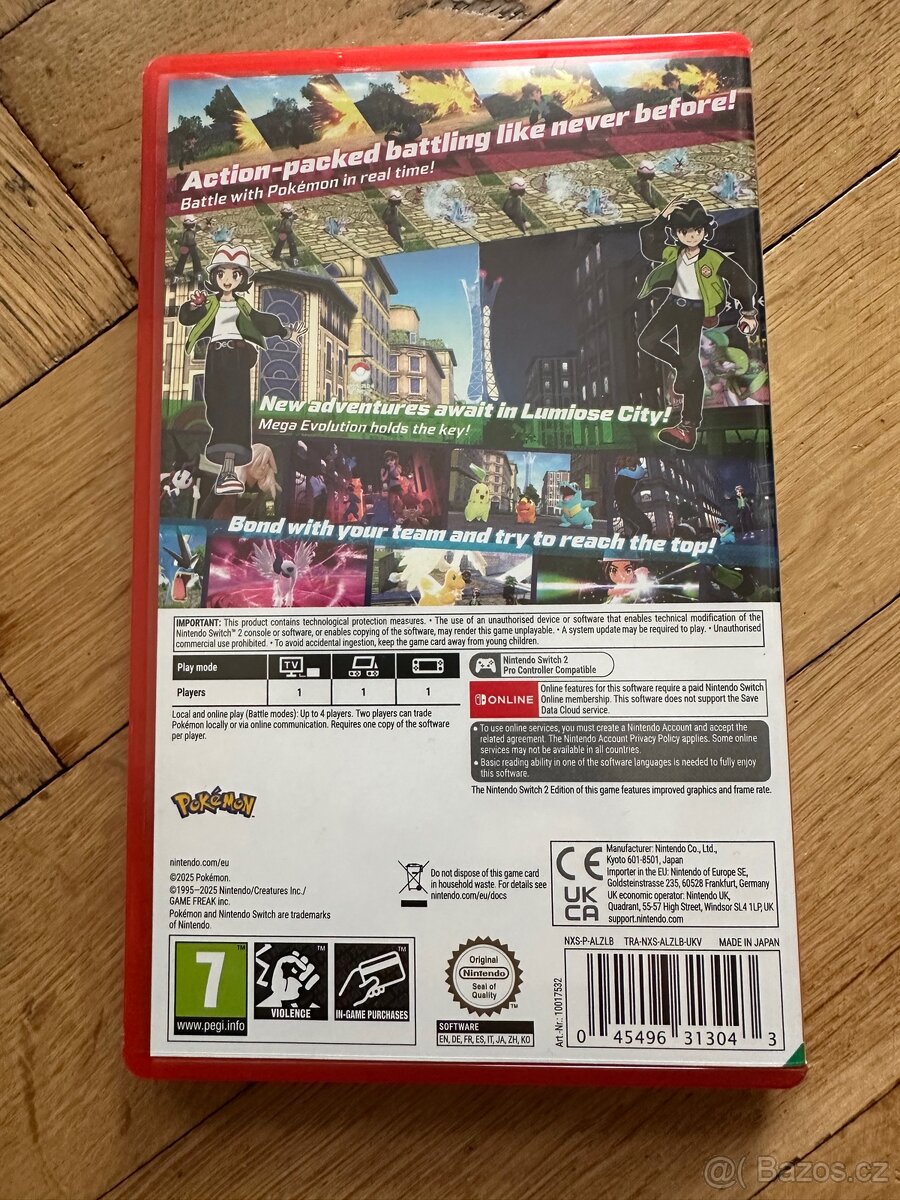 Action-packed battling like never before!
Battle with Pokémon in real time!
New adventures await in Lumiose City!
Mega Evolution holds the key!
Bond with your team and try to reach the top!
IMPORTANT: This product contains technological protection measures. • The use of an unauthorised device or software that enables technical modification of the
Nintendo Switch™ 2 console or software, or enables copying of the software, may render this game unplayable. • A system update may be required to play. • Unauthorised
commercial use prohibited. • To avoid accidental ingestion, keep the game card away from young children.
Play mode
TV
Players 1 1 1
Local and online play (Battle modes): Up to 4 players. Two players can trade
Pokémon locally or via online communication. Requires one copy of the software
per player.
Nintendo Switch 2
Pro Controller Compatible
ONLINE
Online features for this software require a paid Nintendo Switch
Online membership. This software does not support the Save
Data Cloud service.
• To use online services, you must create a Nintendo Account and accept the
related agreement. The Nintendo Account Privacy Policy applies. Some online
services may not be available in all countries.
• Basic reading ability in one of the software languages is needed to fully enjoy
this software.
The Nintendo Switch 2 Edition of this game features improved graphics and frame rate.
POKéMON
nintendo.com/eu
©2025 Pokémon.
©1995–2025 Nintendo/Creatures Inc./
GAME FREAK inc.
Pokémon and Nintendo Switch are trademarks
of Nintendo.
Do not dispose of this game card
in household waste. For details see
nintendo.com/eu/docs
CE
UK
CA
Manufacturer: Nintendo Co., Ltd.,
Kyoto 601-8501, Japan
Importer in the EU: Nintendo of Europe SE,
Goldsteinstrasse 235, 60528 Frankfurt, Germany
UK economic operator: Nintendo UK,
Quadrant, 55-57 High Street, Windsor SL4 1LP, UK
support.nintendo.com
NXS-P-ALZLB TRA-NXS-ALZLB-UKV MADE IN JAPAN
7™
www.pegi.info
™
VIOLENCE
™
IN-GAME PURCHASES
Original
Nintendo
Seal of
Quality
™
SOFTWARE
EN, DE, FR, ES, IT, JA, ZH, KO
Art.-Nr.: 10017532
0 45496 31304 3
@( Bazos.cz